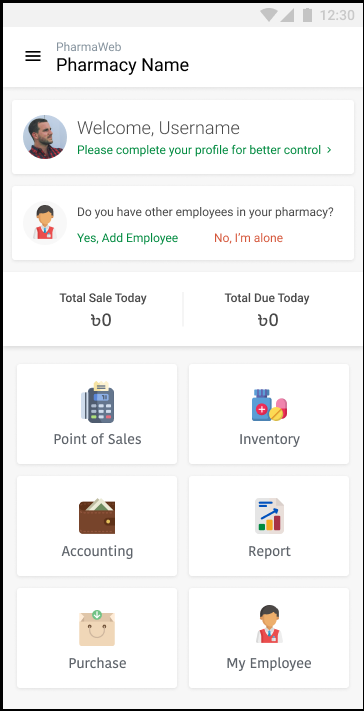 12:30
PharmaWeb
Pharmacy Name
Welcome, Username
Please complete your profile for better control >
Do you have other employees in your pharmacy?
Yes, Add Employee No, I'm alone
Total Sale Today Total Due Today
৳0 ৳0
Point of Sales Inventory
Accounting Report
Purchase My Employee